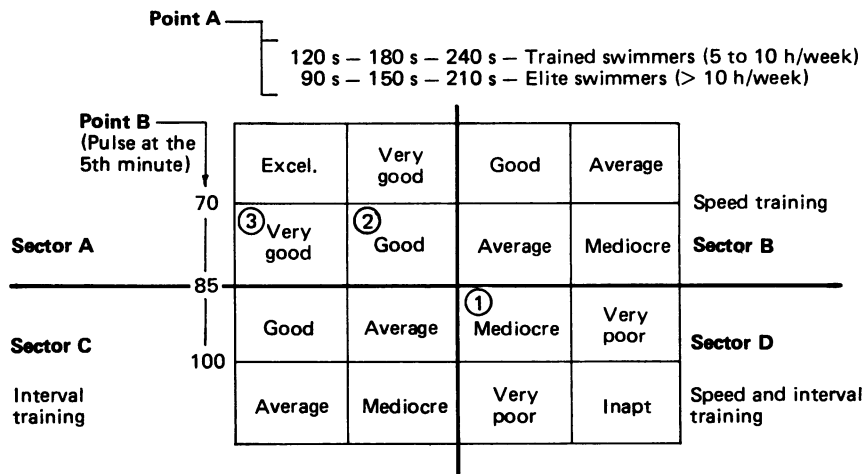 Point A
120 s – 180 s – 240 s – Trained swimmers (5 to 10 h/week)
90 s – 150 s – 210 s – Elite swimmers (> 10 h/week)
Point B
(Pulse at the
5th minute)
Excel.
Very
good
Good
Average
70
Speed training
Sector A
③
Very
good
②
Good
Average
Mediocre
Sector B
85
Sector C
Good
Average
①
Mediocre
Very
poor
Sector D
100
Interval
training
Average
Mediocre
Very
poor
Inapt
Speed and interval
training